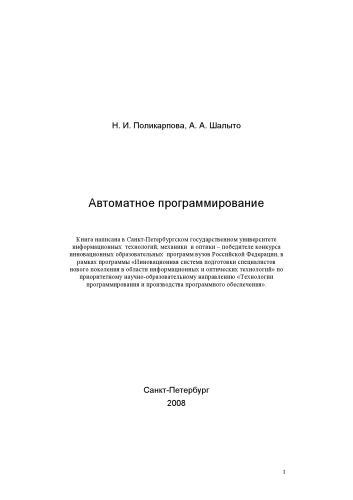 Н. И. Поликарпова, А. А. Шалыто
Автоматное программирование
Книга написана в Санкт-Петербургском государственном университете
информационных технологий, механики и оптики – победителе конкурса
инновационных образовательных программ вузов Российской Федерации, в
рамках программы «Инновационная система подготовки специалистов
нового поколения в области информационных и оптических технологий» по
приоритетному научно-образовательному направлению «Технологии
программирования и производства программного обеспечения».
Санкт-Петербург
2008
1